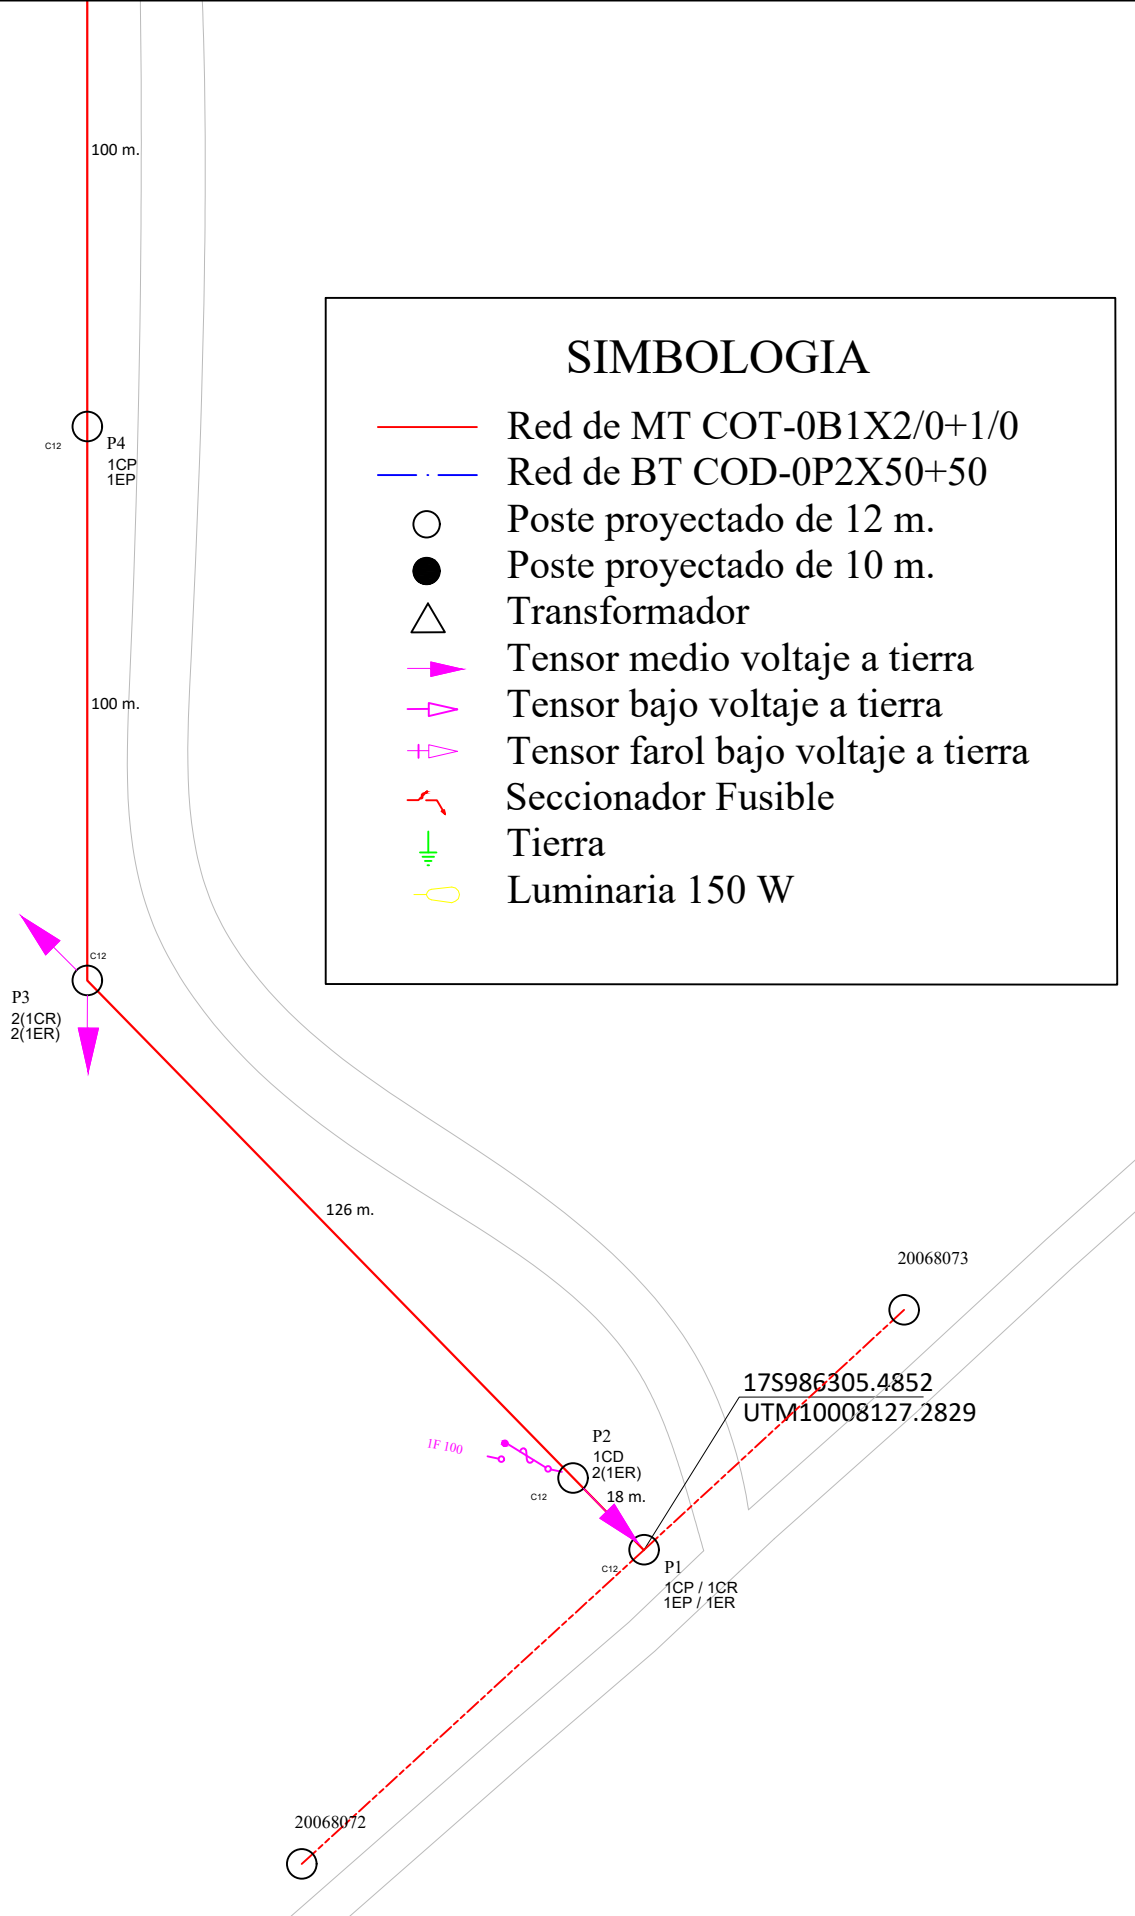 100 m.
SIMBOLOGIA
Red de MT COT-0B1X2/0+1/0
Red de BT COD-0P2X50+50
Poste proyectado de 12 m.
Poste proyectado de 10 m.
Transformador
Tensor medio voltaje a tierra
Tensor bajo voltaje a tierra
Tensor farol bajo voltaje a tierra
Seccionador Fusible
Tierra
Luminaria 150 W
C12
P4
1CP
1EP
100 m.
C12
P3
2(1CR)
2(1ER)
126 m.
20068073
17S986305.4852
UTM10008127.2829
1F 100
P2
1CD
2(1ER)
C12
18 m.
C12
P1
1CP / 1CR
1EP / 1ER
20068072